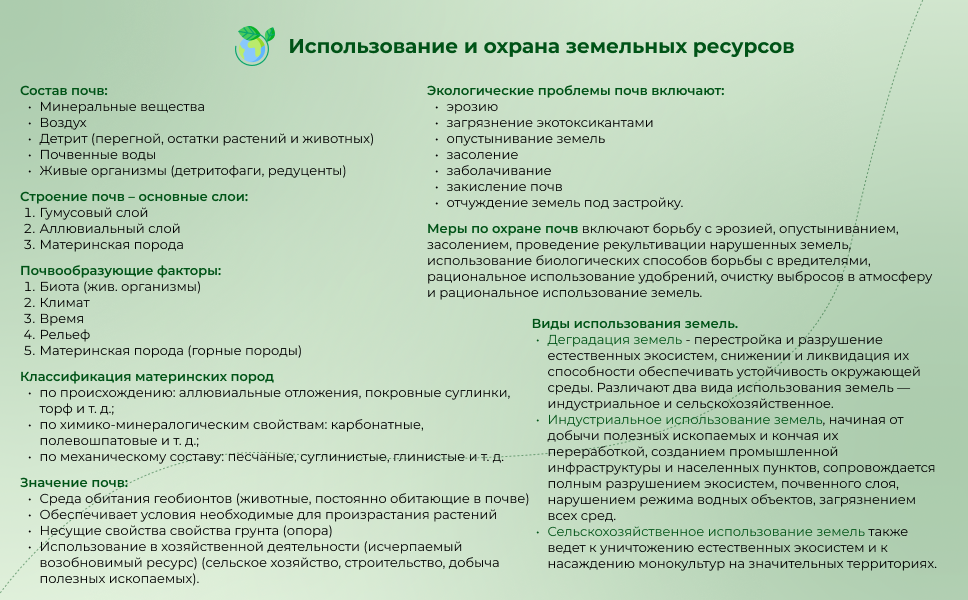 Использование и охрана земельных ресурсов
Состав почв:
• Минеральные вещества
• Воздух
• Детрит (перегной, остатки растений и животных)
• Почвенные воды
• Живые организмы (детритофаги, редуценты)
Строение почв – основные слои:
1. Гумусовый слой
2. Аллювиальный слой
3. Материнская порода
Почвообразующие факторы:
1. Биота (жив. организмы)
2. Климат
3. Время
4. Рельеф
5. Материнская порода (горные породы)
Классификация материнских пород
• по происхождению: аллювиальные отложения, покровные суглинки,
торф и т. д.;
• по химико-минералогическим свойствам: карбонатные,
полевошпатовые и т. д.;
• по механическому составу: песчаные, суглинистые, глинистые и т. д.
Значение почв:
• Среда обитания геобионтов (животные, постоянно обитающие в почве)
• Обеспечивает условия необходимые для произрастания растений
• Несущие свойства свойства грунта (опора)
• Использование в хозяйственной деятельности (исчерпаемый
возобновимый ресурс) (сельское хозяйство, строительство, добыча
полезных ископаемых).
Экологические проблемы почв включают:
• эрозию
• загрязнение экотоксикантами
• опустынивание земель
• засоление
• заболачивание
• закисление почв
• отчуждение земель под застройку.
Меры по охране почв включают борьбу с эрозией, опустыниванием,
засолением, проведение рекультивации нарушенных земель,
использование биологических способов борьбы с вредителями,
рациональное использование удобрений, очистку выбросов в атмосферу
и рациональное использование земель.
Виды использования земель.
• Деградация земель - перестройка и разрушение
естественных экосистем, снижении и ликвидация их
способности обеспечивать устойчивость окружающей
среды. Различают два вида использования земель —
индустриальное и сельскохозяйственное.
• Индустриальное использование земель, начиная от
добычи полезных ископаемых и кончая их
переработкой, созданием промышленной
инфраструктуры и населенных пунктов, сопровождается
полным разрушением экосистем, почвенного слоя,
нарушением режима водных объектов, загрязнением
всех сред.
• Сельскохозяйственное использование земель также
ведет к уничтожению естественных экосистем и к
насаждению монокультур на значительных территориях.